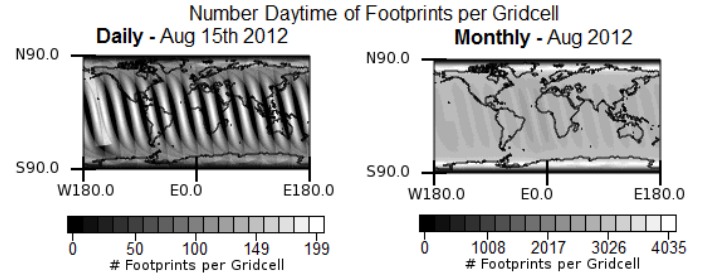 Number Daytime of Footprints per Gridcell
Daily - Aug 15th 2012
Monthly - Aug 2012
N90.0
S90.0
W180.0 E0.0 E180.0
N90.0
S90.0
W180.0 E0.0 E180.0
0 50 100 149 199
# Footprints per Gridcell
0 1008 2017 3026 4035
# Footprints per Gridcell